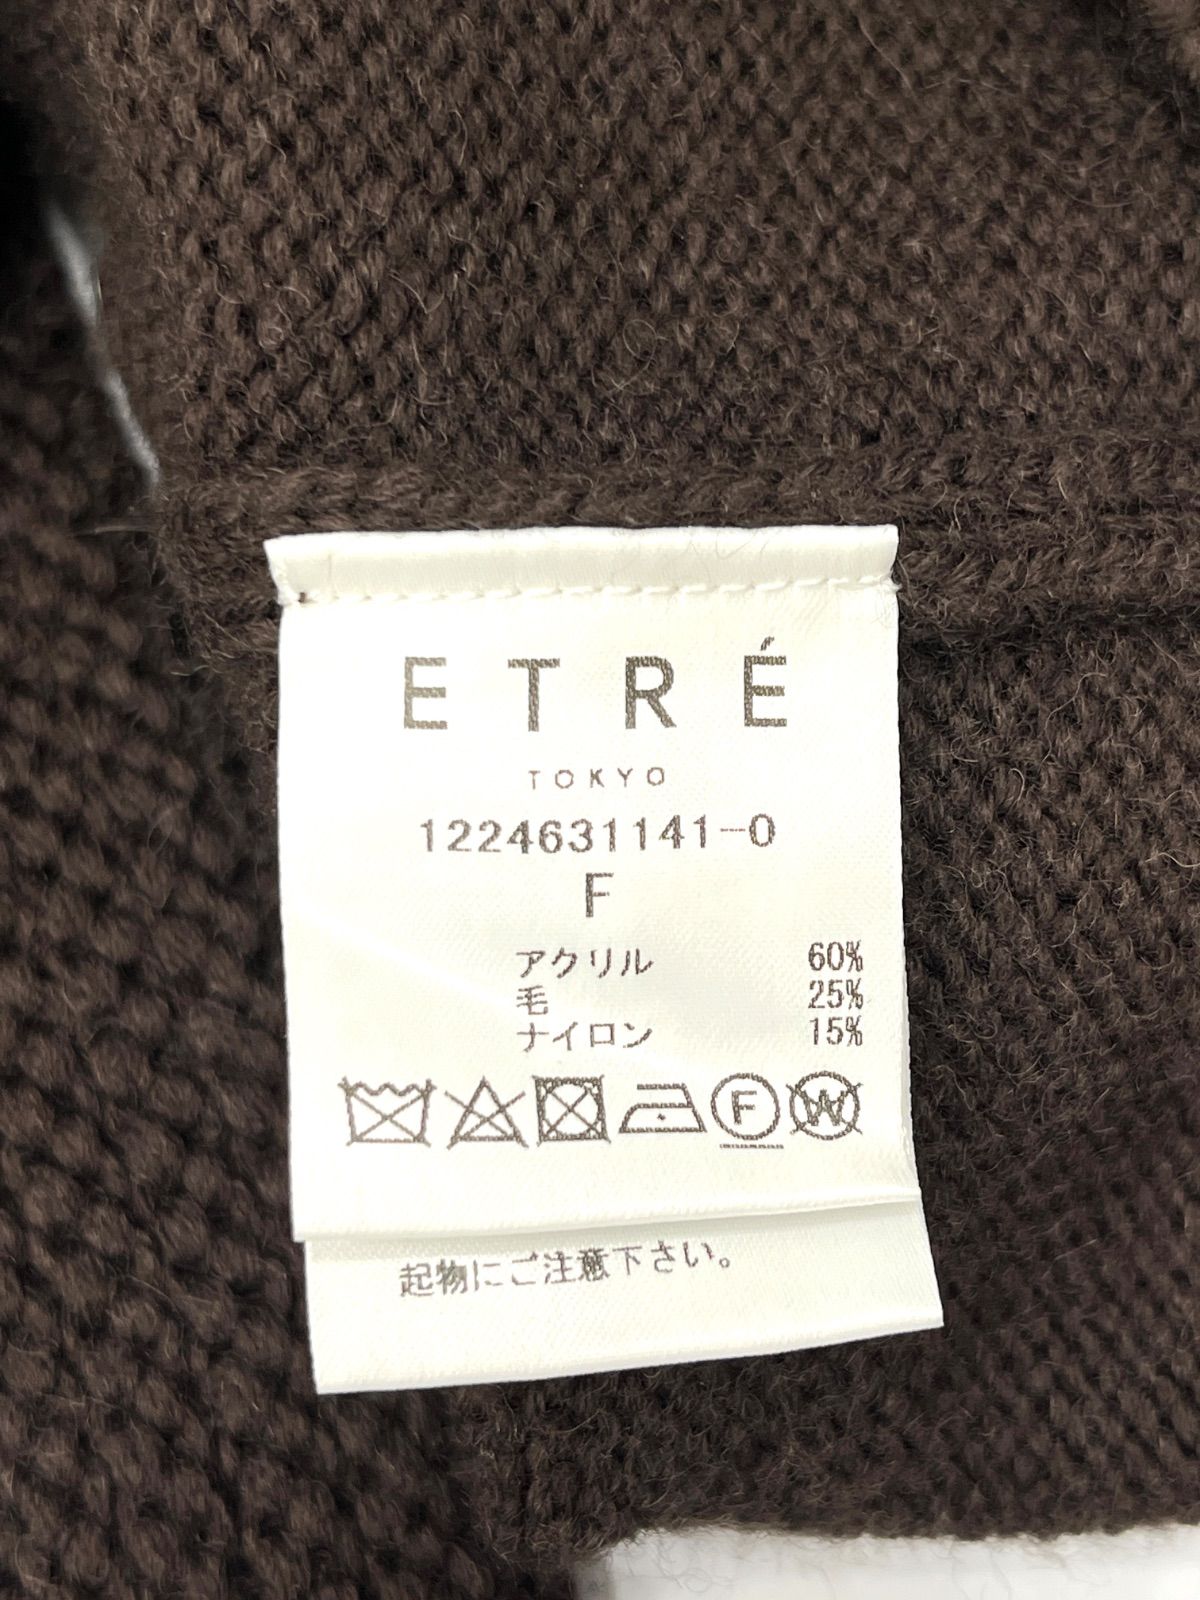 ETRÉ
TOKYO
1224631141-0
F
アクリル 60%
毛 25%
ナイロン 15%
F W
起物にご注意下さい。